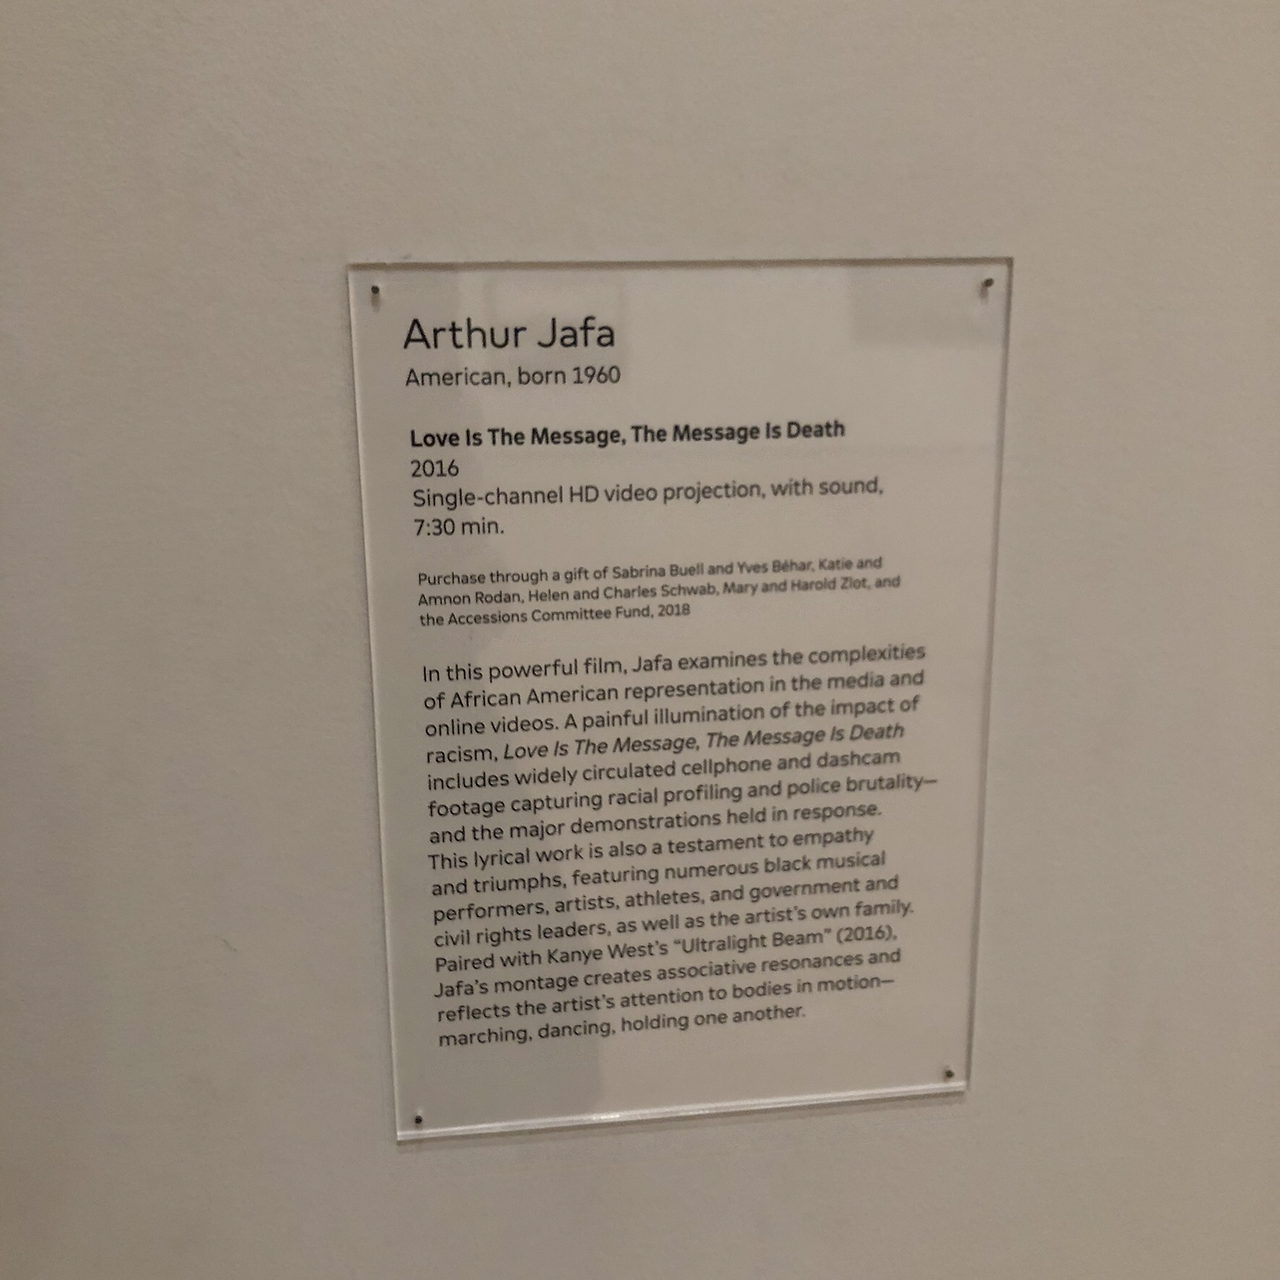 Arthur Jafa
American, born 1960
Love Is The Message, The Message Is Death
2016
Single-channel HD video projection, with sound,
7:30 min.
Purchase through a gift of Sabrina Buell and Yves Béhar, Katie and
Amnon Rodan, Helen and Charles Schwab, Mary and Harold Zlot, and
the Accessions Committee Fund, 2018
In this powerful film, Jafa examines the complexities
of African American representation in the media and
online videos. A painful illumination of the impact of
racism, Love Is The Message, The Message Is Death
includes widely circulated cellphone and dashcam
footage capturing racial profiling and police brutality—
and the major demonstrations held in response.
This lyrical work is also a testament to empathy
and triumphs, featuring numerous black musical
performers, artists, athletes, and government and
civil rights leaders, as well as the artist's own family.
Paired with Kanye West's “Ultralight Beam” (2016),
Jafa's montage creates associative resonances and
reflects the artist's attention to bodies in motion—
marching, dancing, holding one another.